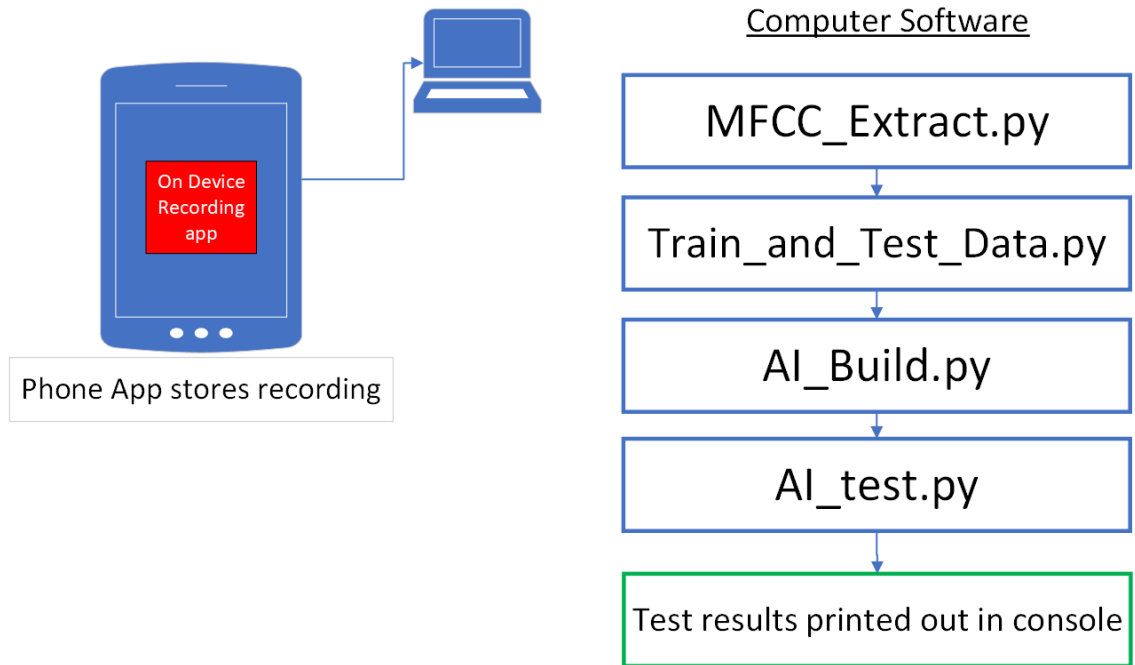 Computer Software
On Device
Recording
app
Phone App stores recording
MFCC_Extract.py
Train_and_Test_Data.py
AI_Build.py
AI_test.py
Test results printed out in console